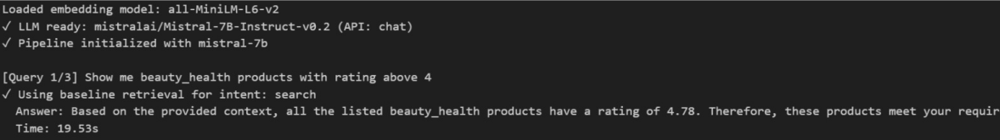 Loaded embedding model: all-MiniLM-L6-v2
✓ LLM ready: mistralai/Mistral-7B-Instruct-v0.2 (API: chat)
✓ Pipeline initialized with mistral-7b
[Query 1/3] Show me beauty_health products with rating above 4
✓ Using baseline retrieval for intent: search
Answer: Based on the provided context, all the listed beauty_health products have a rating of 4.78. Therefore, these products meet your requir
Time: 19.53s